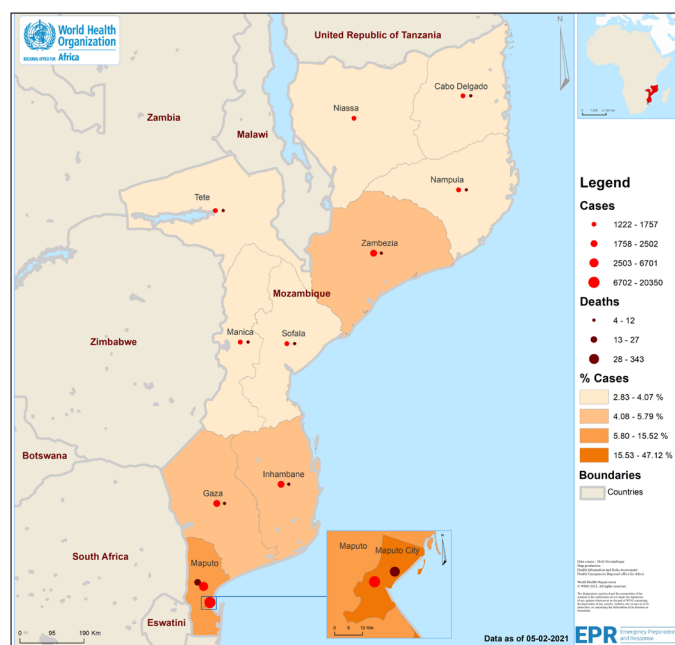 World Health
Organization
REGIONAL OFFICE FOR Africa
United Republic of Tanzania
N
Cabo Delgado
Niassa
Zambia
Malawi
Nampula
Tete
Zambezia
Mozambique
Manica
Sofala
Zimbabwe
Botswana
Inhambane
Gaza
South Africa
Maputo
Eswatini
0 95 190 Km
Maputo
Maputo City
N
0 5 10 Km
Data as of 05-02-2021
Legend
Cases
1222 - 1757
1758 - 2502
2503 - 6701
6702 - 20350
Deaths
4 - 12
13 - 27
28 - 343
% Cases
2.83 - 4.07 %
4.08 - 5.79 %
5.80 - 15.52 %
15.53 - 47.12 %
Boundaries
Countries
World Health Organization
EPR Emergency Preparedness
and Response